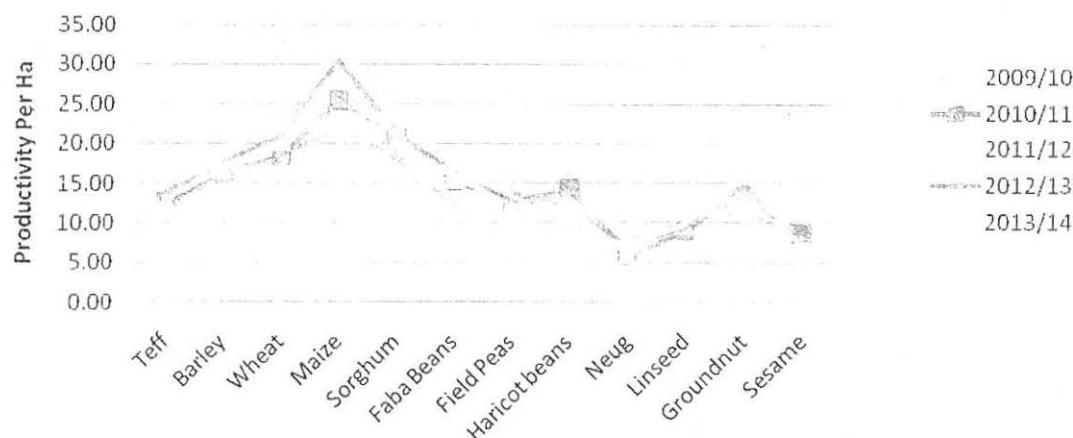 Productivity Per Ha
35.00
30.00
25.00
20.00
15.00
10.00
5.00
0.00
Teff
Barley
Wheat
Maize
Sorghum
Faba Beans
Field Peas
Haricot beans
Neug
Linseed
Groundnut
Sesame
2009/10
2010/11
2011/12
2012/13
2013/14